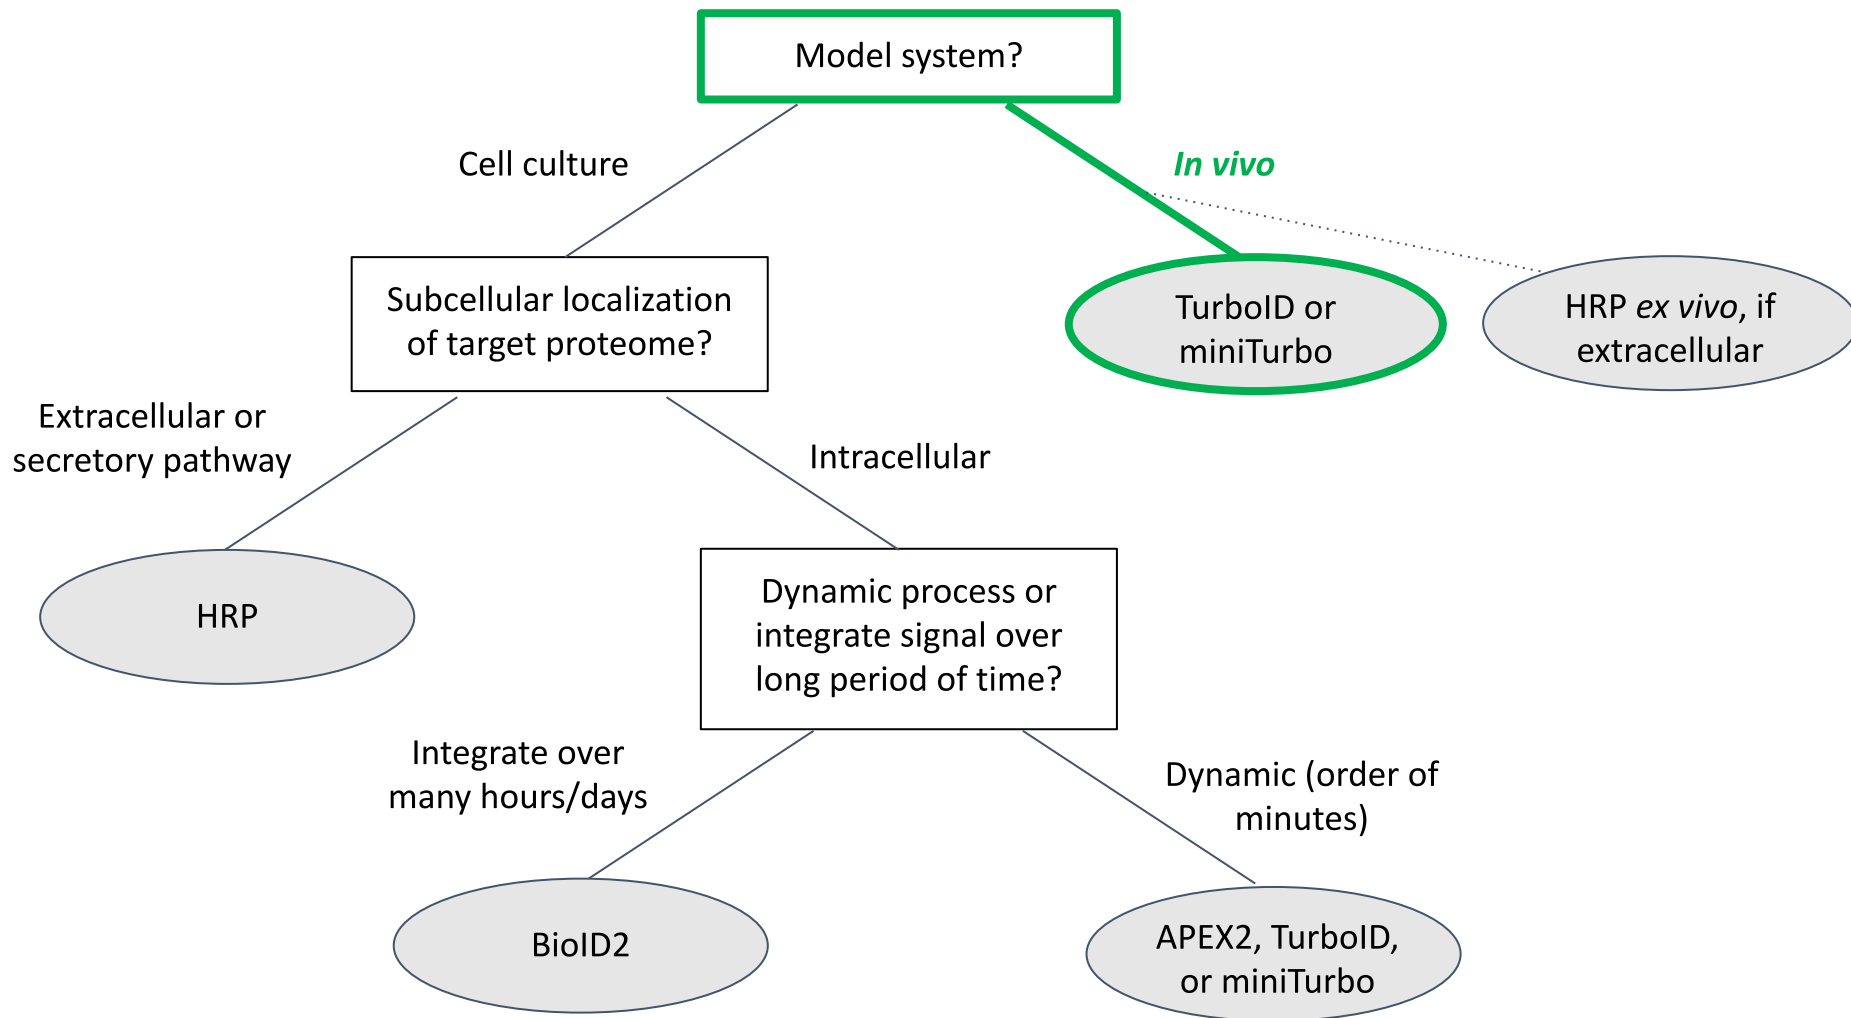 Model system?
Cell culture
In vivo
Subcellular localization
of target proteome?
TurboID or
miniTurbo
HRP ex vivo, if
extracellular
Extracellular or
secretory pathway
Intracellular
HRP
Dynamic process or
integrate signal over
long period of time?
Integrate over
many hours/days
Dynamic (order of
minutes)
BioID2
APEX2, TurboID,
or miniTurbo